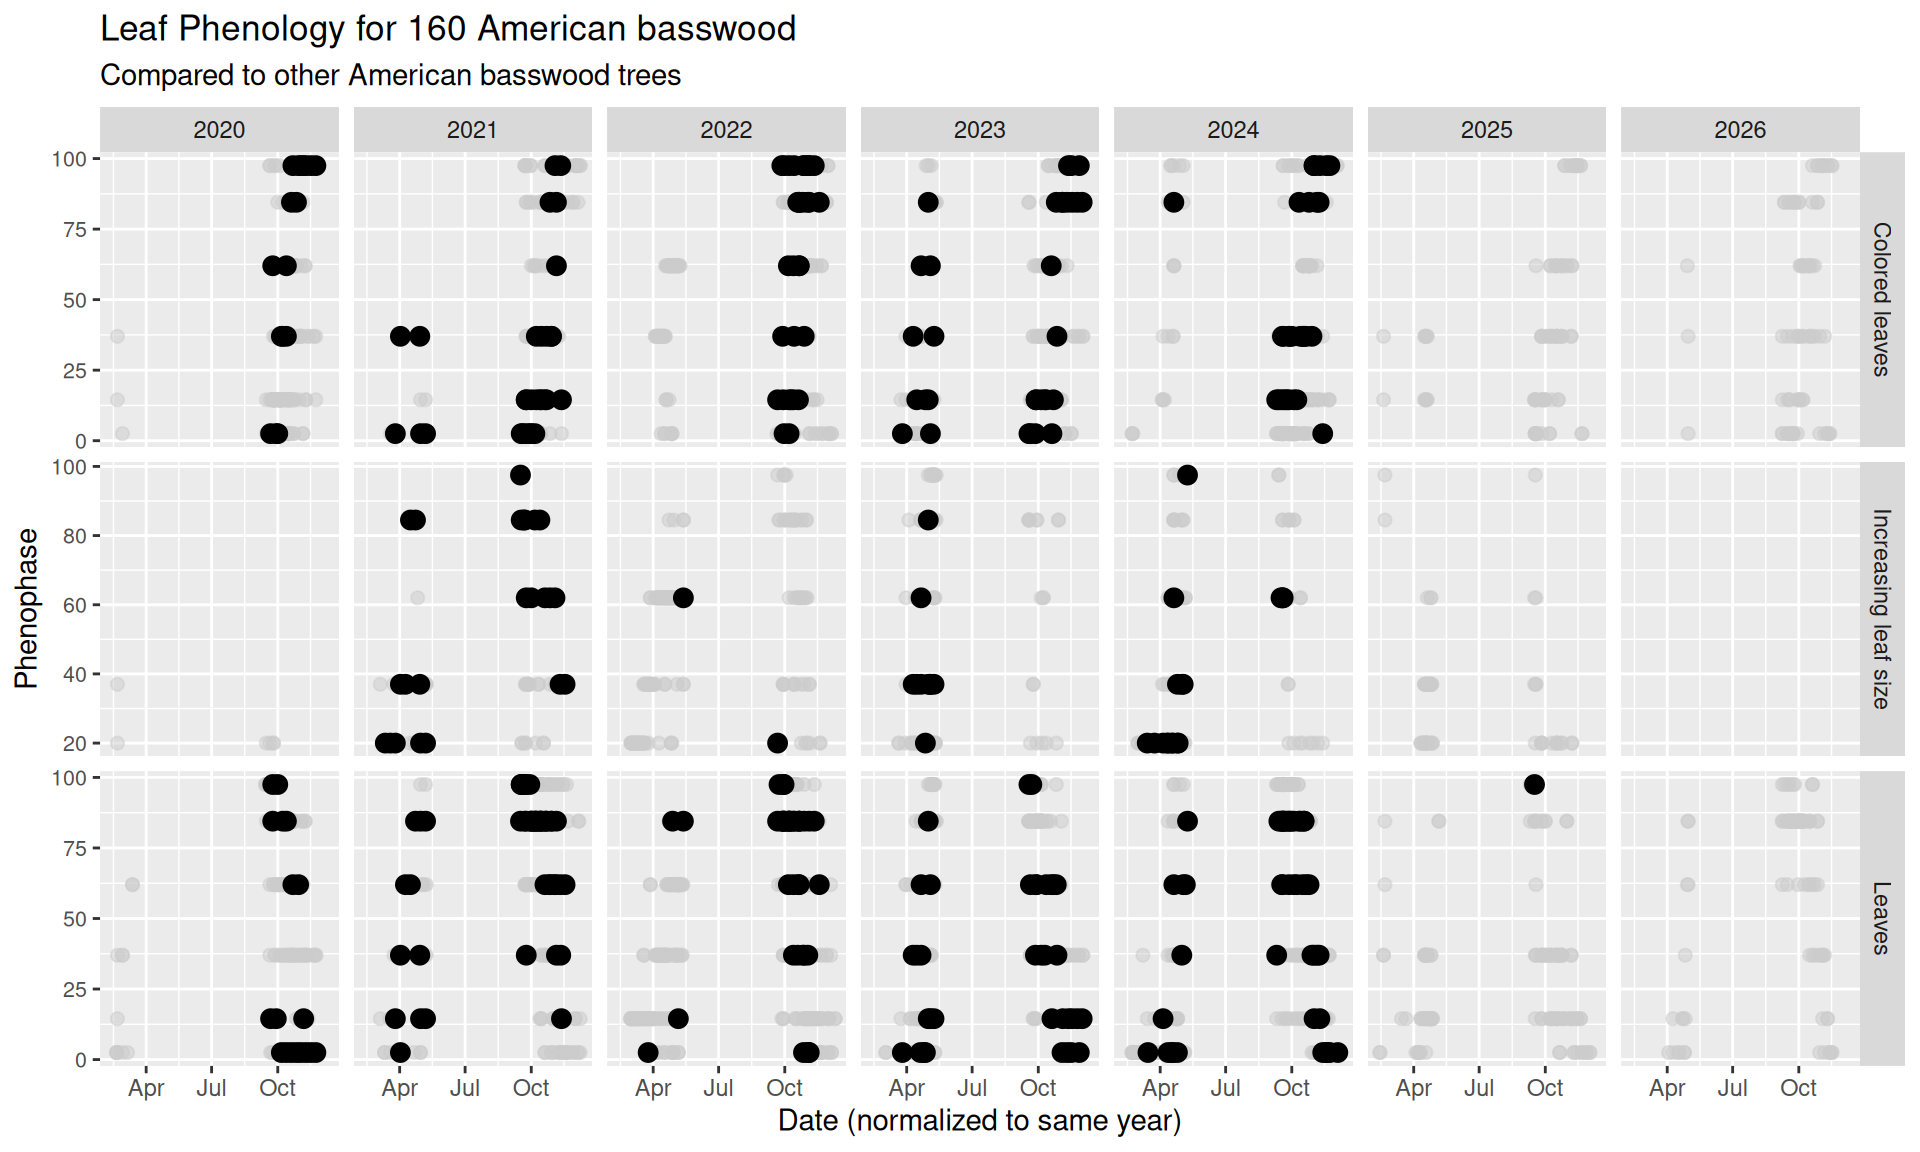 Leaf Phenology for 160 American basswood
Compared to other American basswood trees
2020 2021 2022 2023 2024 2025 2026
100
75
50
25
0
Colored leaves
100
80
60
40
20
Increasing leaf size
100
75
50
25
0
Leaves
Phenophase
Apr Jul Oct Apr Jul Oct Apr Jul Oct Apr Jul Oct Apr Jul Oct Apr Jul Oct Apr Jul Oct
Date (normalized to same year)